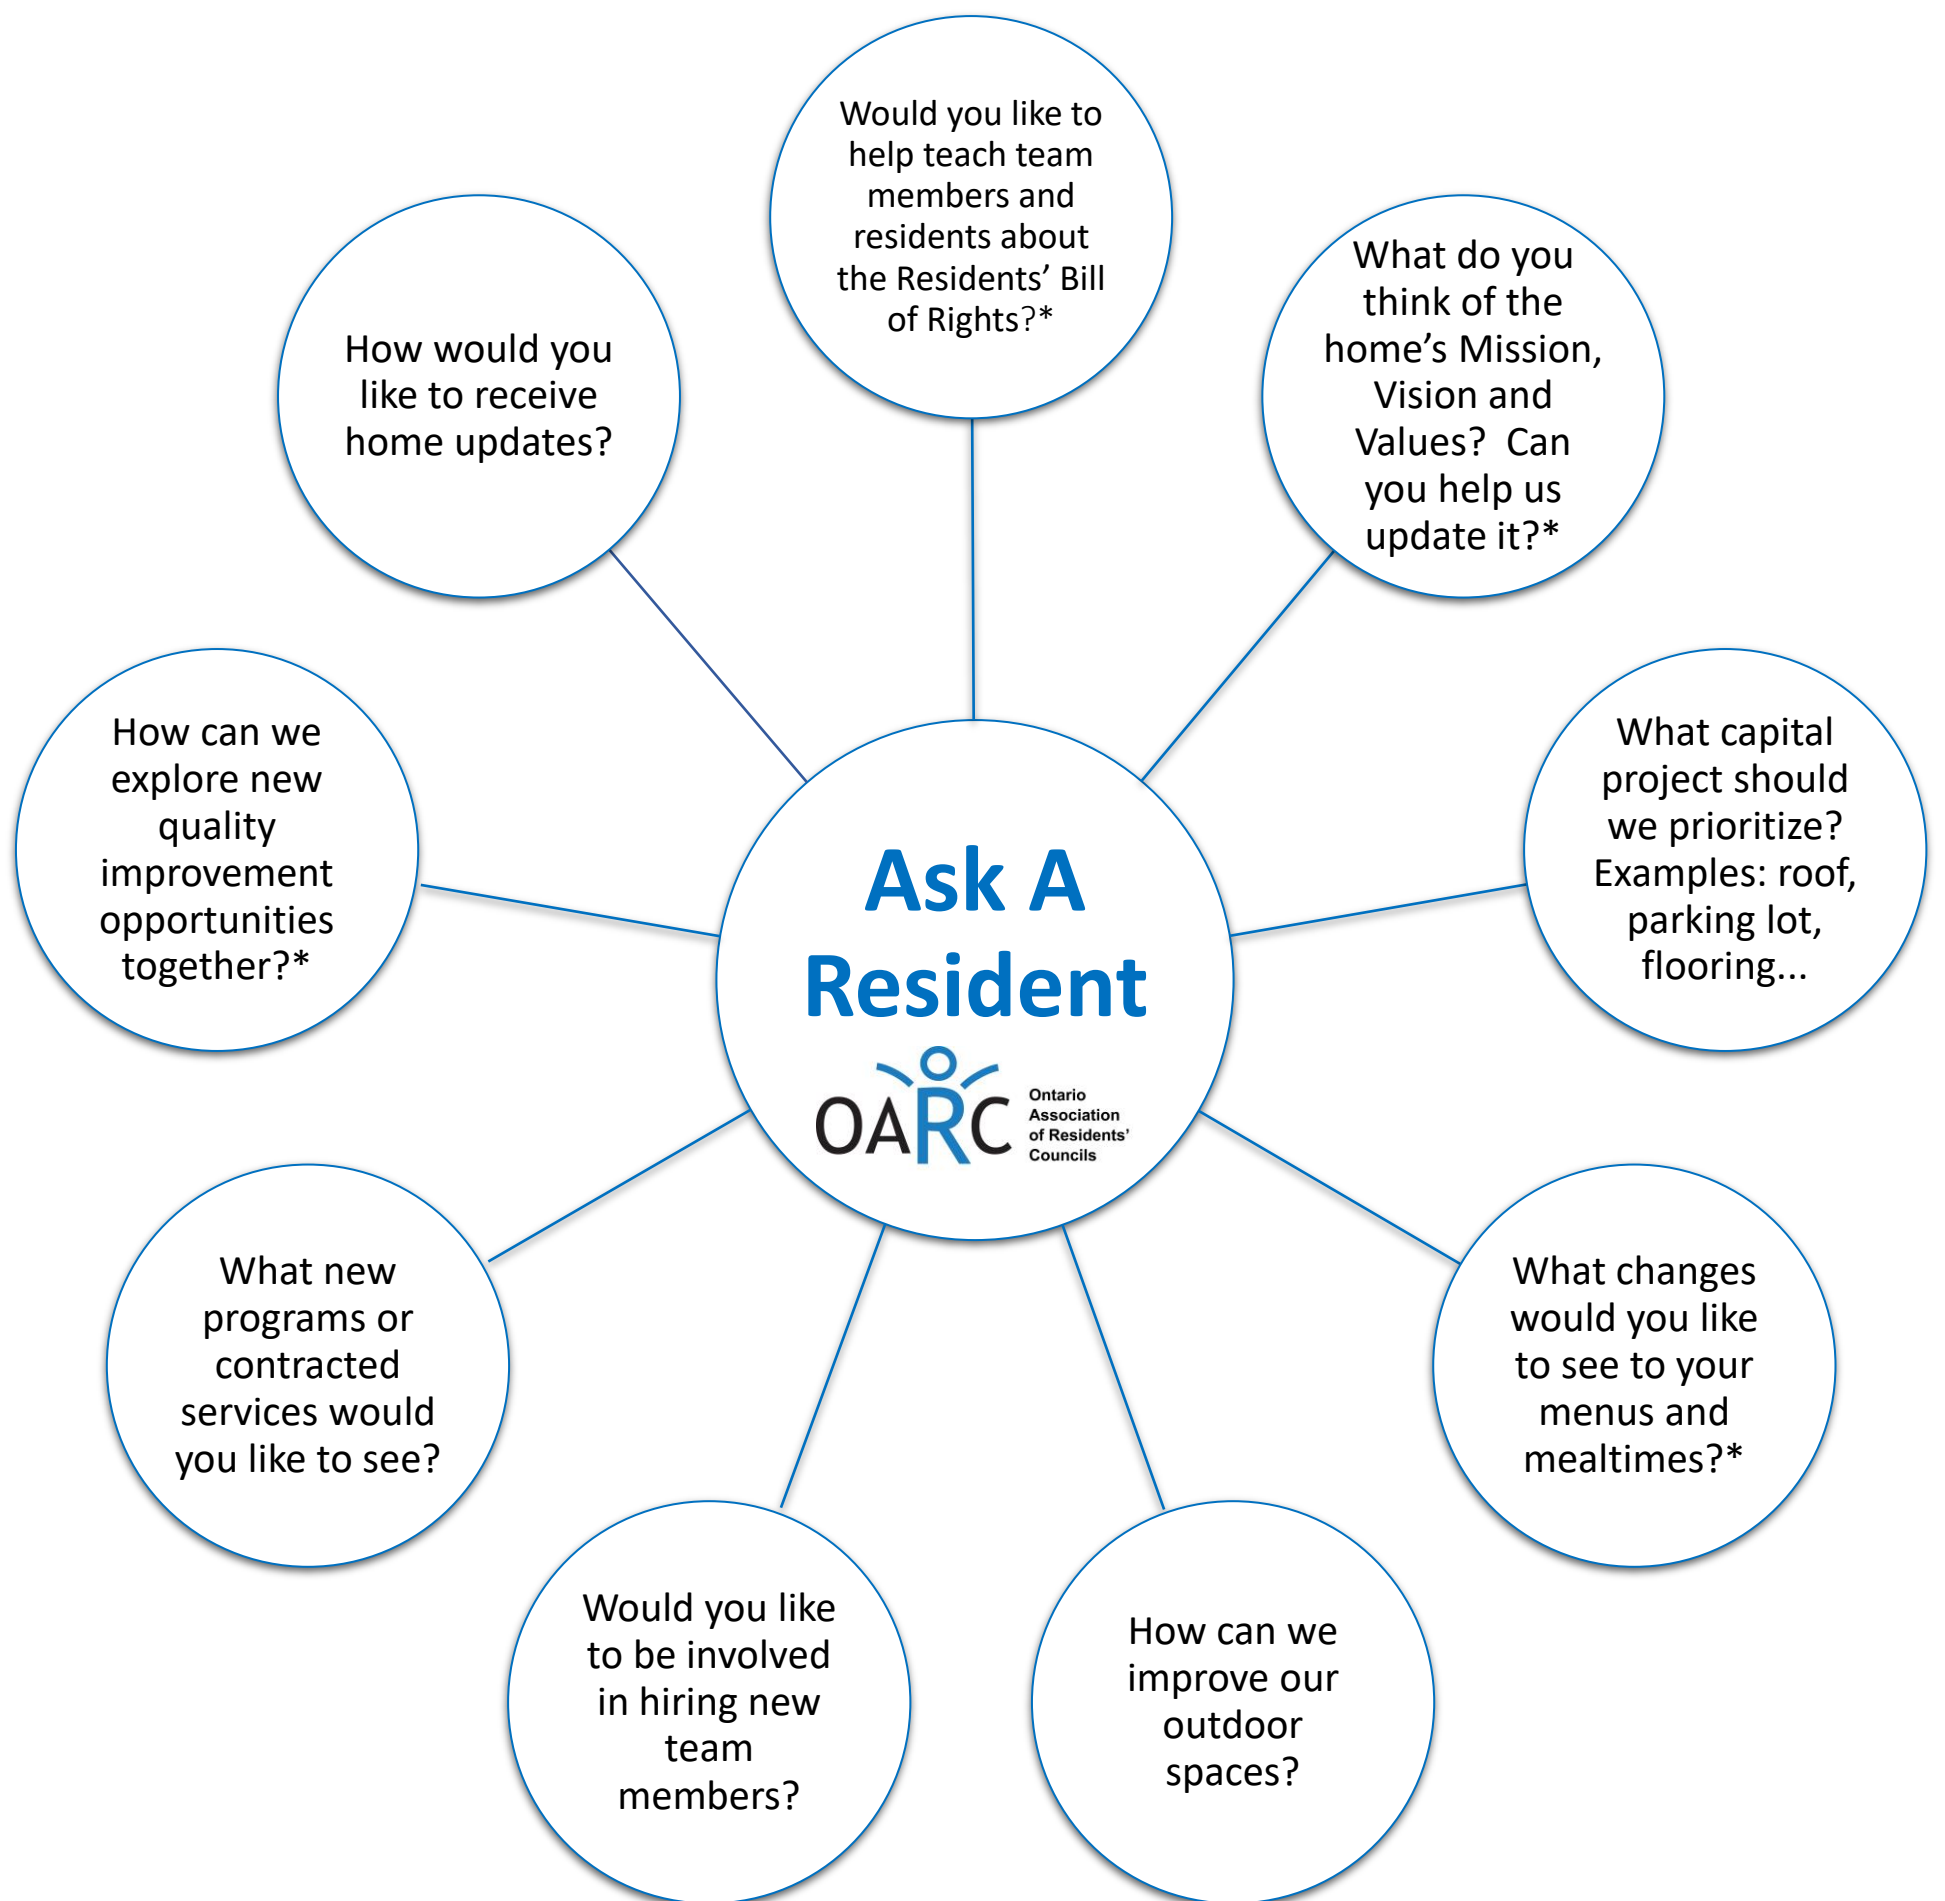 Would you like to
help teach team
members and
residents about
the Residents’ Bill
of Rights?*
What do you
think of the
home’s Mission,
Vision and
Values?  Can
you help us
update it?*
What capital
project should
we prioritize?
Examples: roof,
parking lot,
flooring...
What changes
would you like
to see to your
menus and
mealtimes?*
How can we
improve our
outdoor
spaces?
Would you like
to be involved
in hiring new
team
members?
What new
programs or
contracted
services would
you like to see?
How can we
explore new
quality
improvement
opportunities
together?*
How would you
like to receive
home updates?
Ask A
Resident
OARC
Ontario
Association
of Residents’
Councils